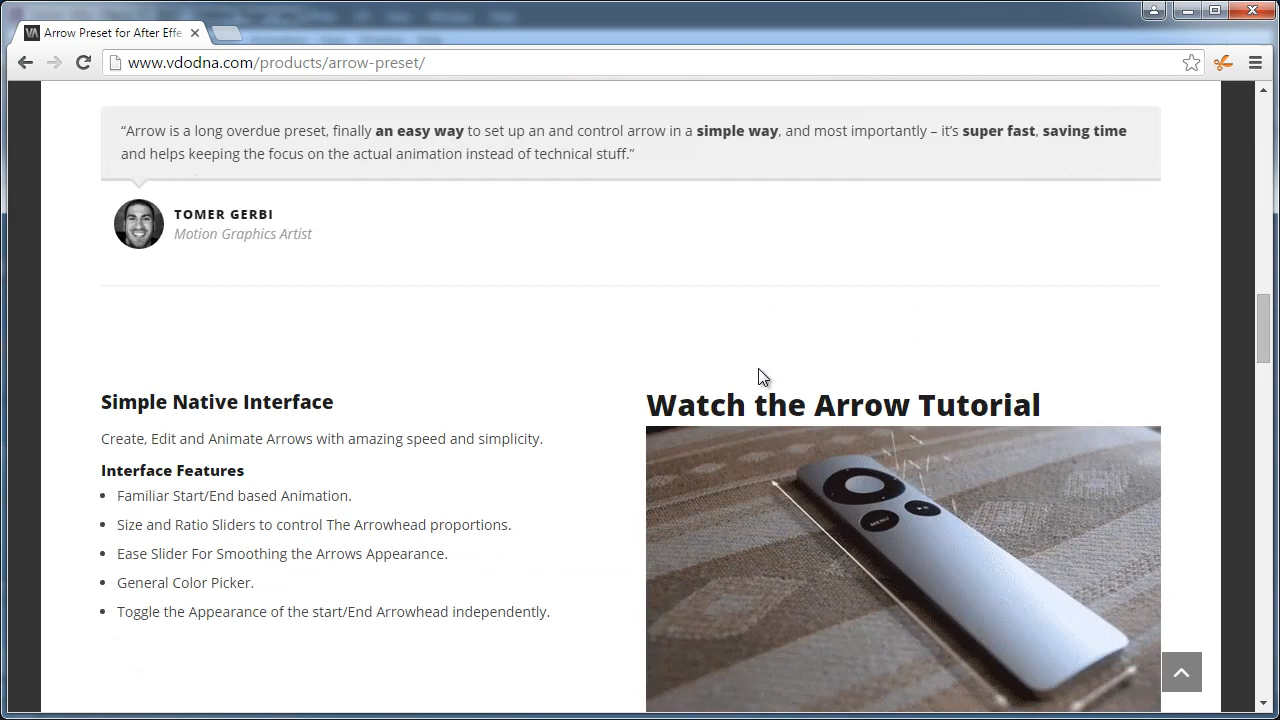 Arrow Preset for After Effe
www.vdodna.com/products/arrow-preset/
“Arrow is a long overdue preset, finally an easy way to set up an and control arrow in a simple way, and most importantly – it’s super fast, saving time
and helps keeping the focus on the actual animation instead of technical stuff.”
TOMER GERBI
Motion Graphics Artist
Simple Native Interface
Create, Edit and Animate Arrows with amazing speed and simplicity.
Interface Features
• Familiar Start/End based Animation.
• Size and Ratio Sliders to control The Arrowhead proportions.
• Ease Slider For Smoothing the Arrows Appearance.
• General Color Picker.
• Toggle the Appearance of the start/End Arrowhead independently.
Watch the Arrow Tutorial
MENU